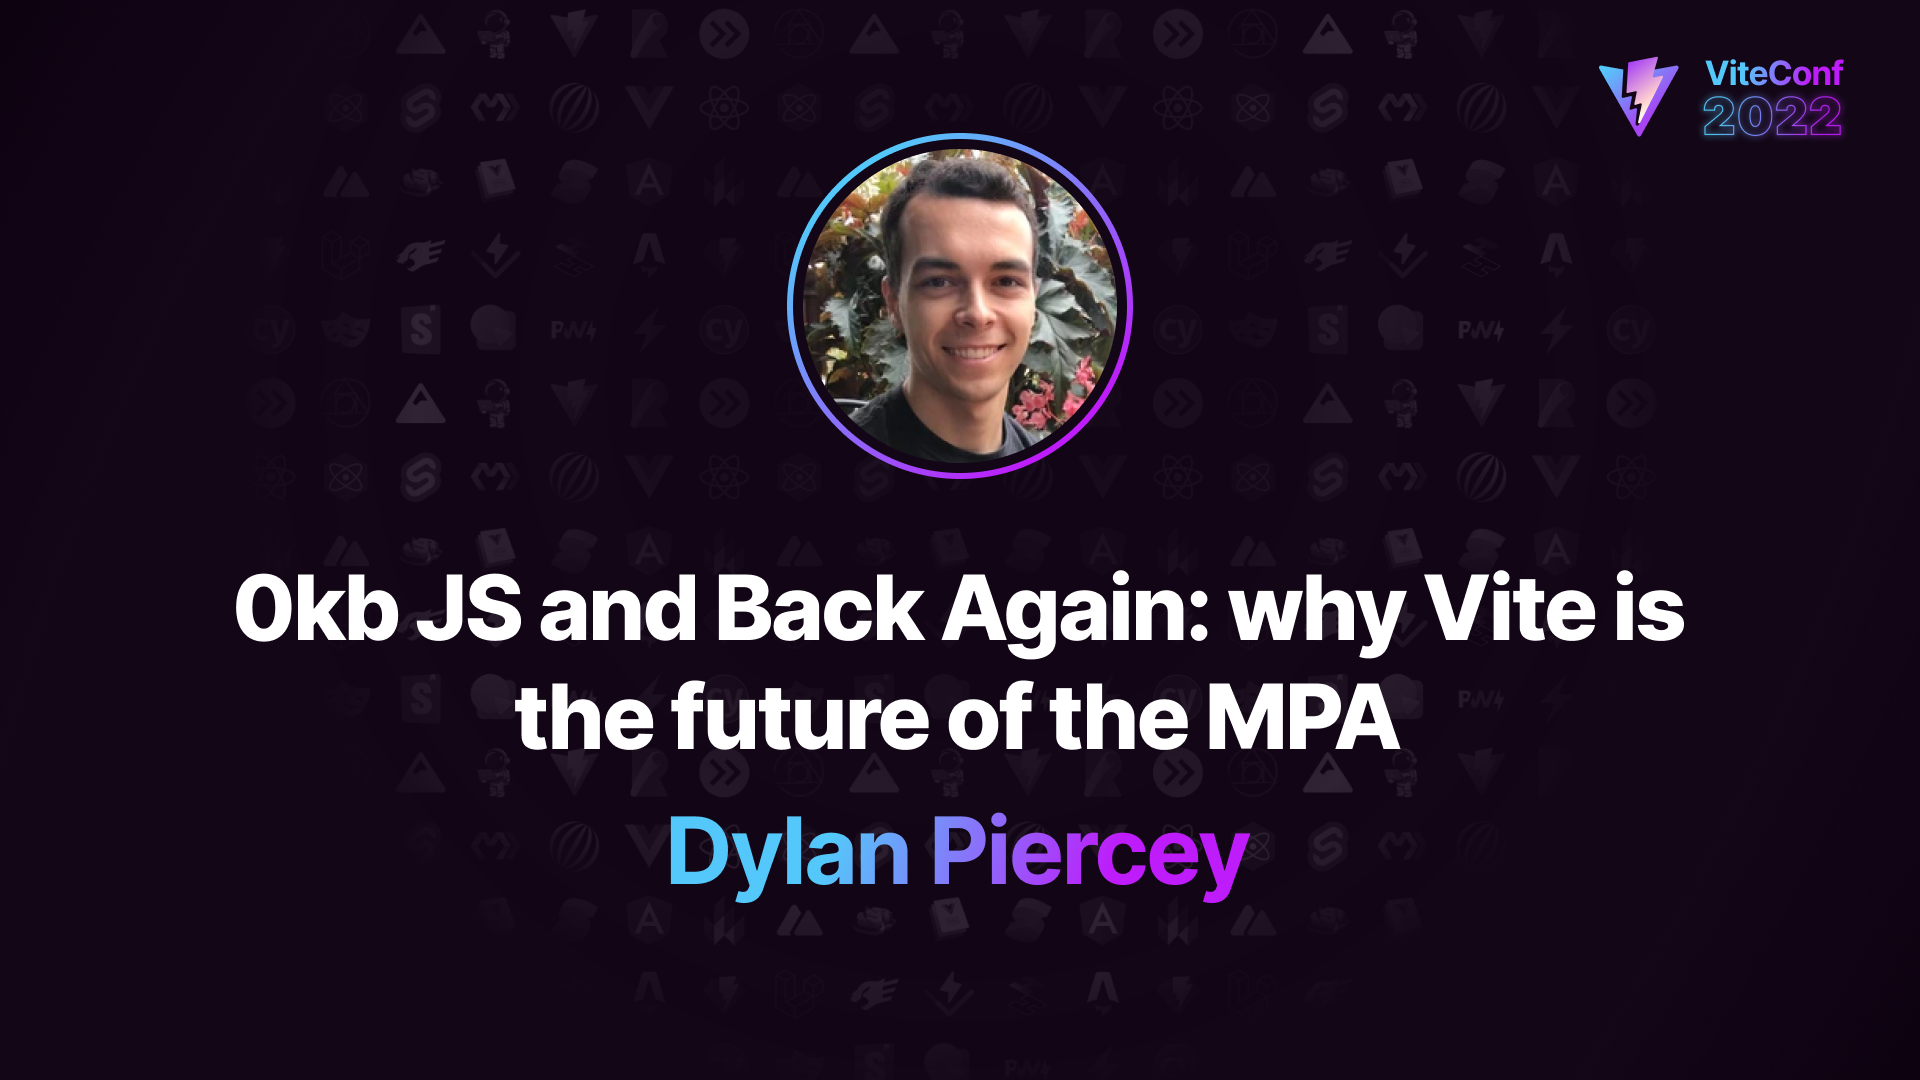 ViteConf
2022
0kb JS and Back Again: why Vite is
the future of the MPA
Dylan Piercey